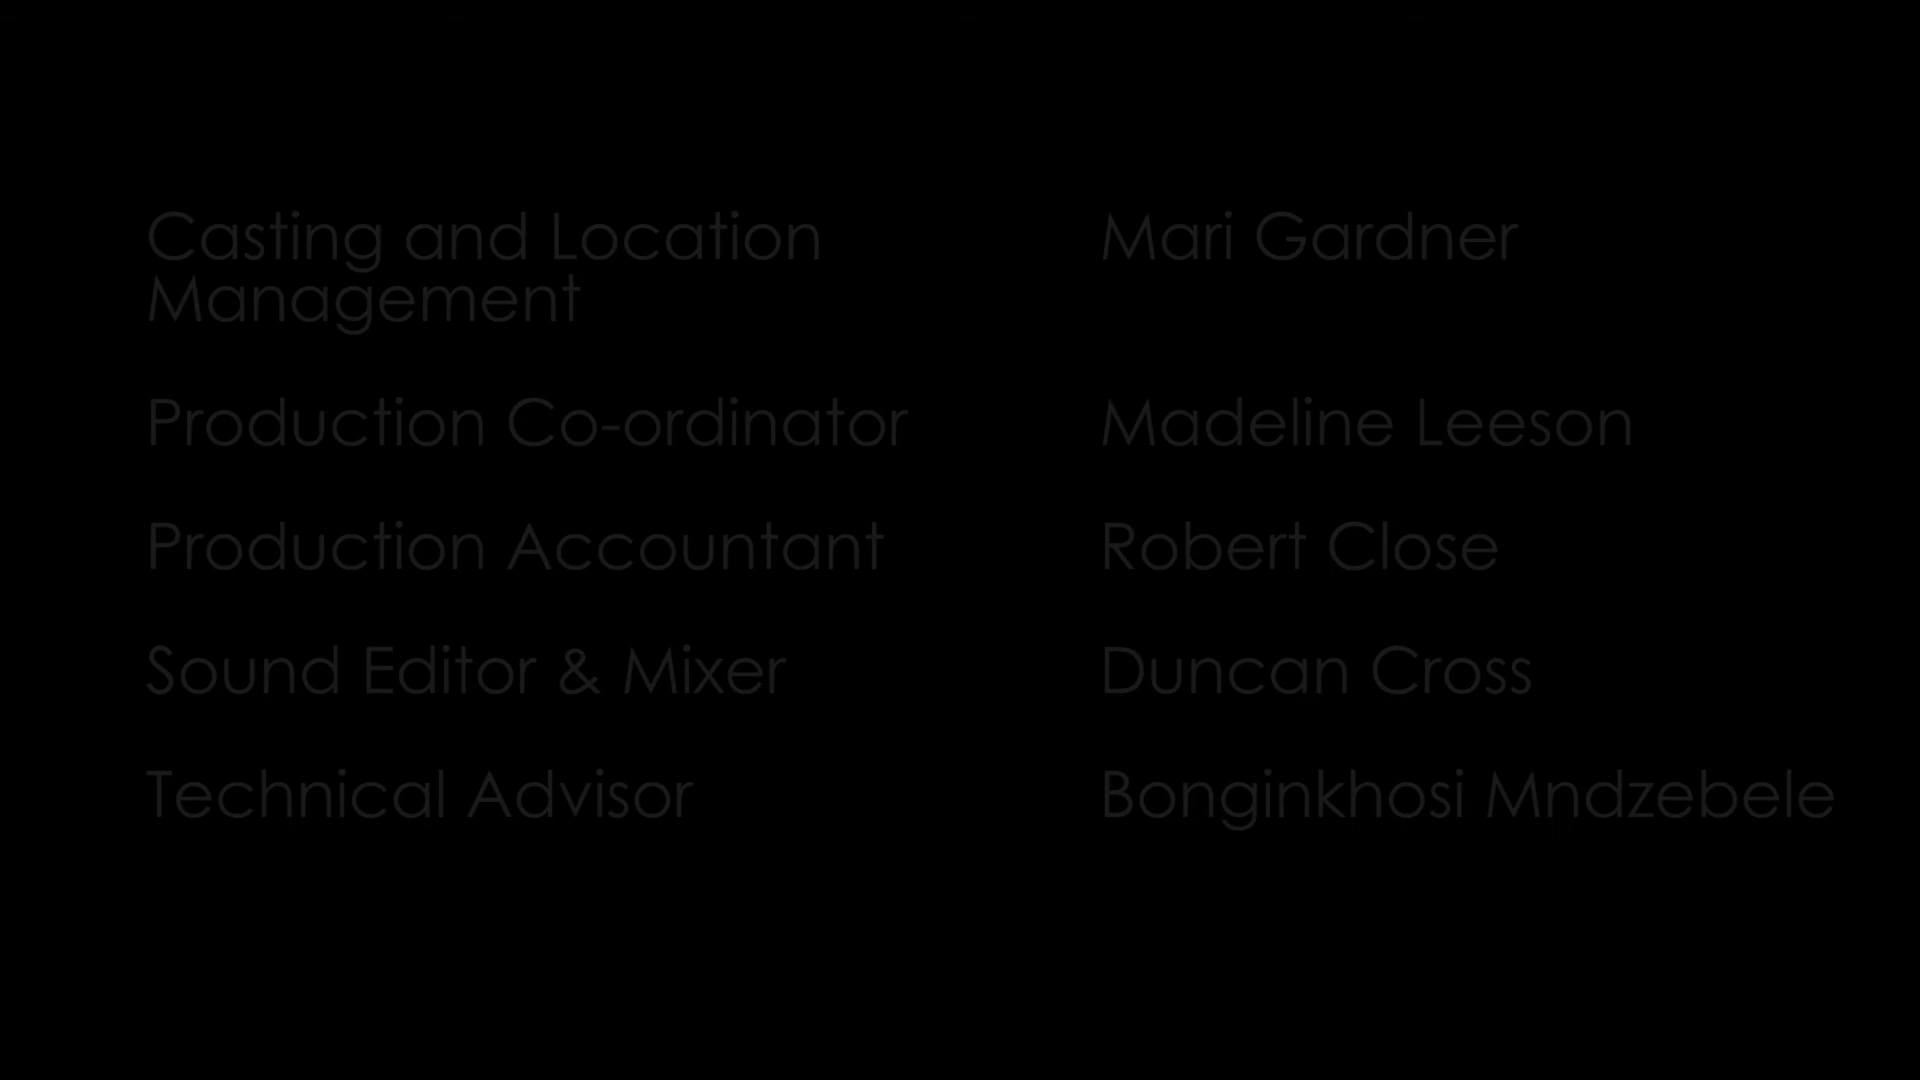 Casting and Location
Management
Mari Gardner
Production Co-ordinator
Madeline Leeson
Production Accountant
Robert Close
Sound Editor & Mixer
Duncan Cross
Technical Advisor
Bonginkhosi Mndzebele